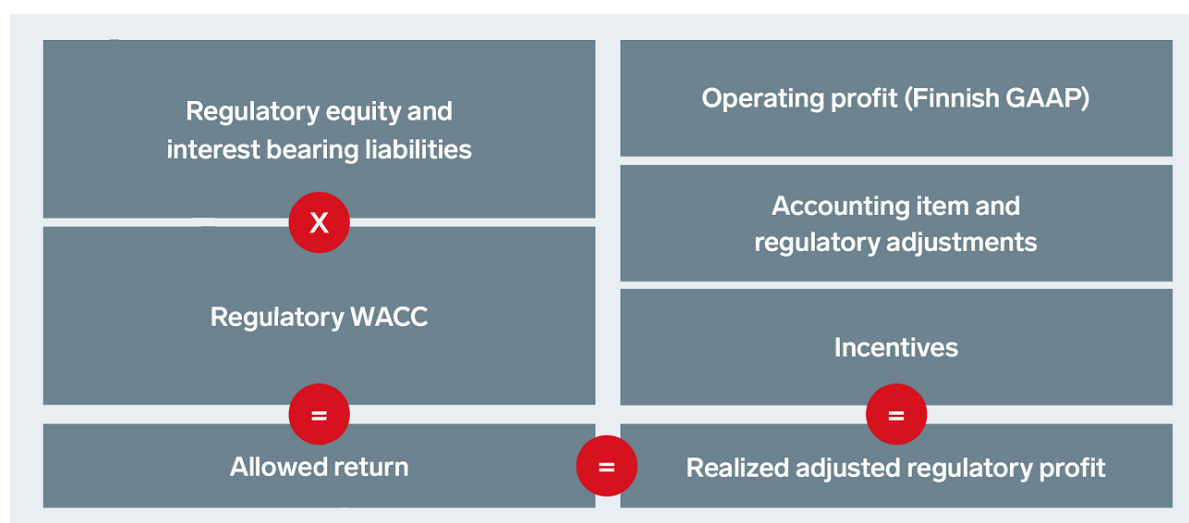 Regulatory equity and
interest bearing liabilities
X
Regulatory WACC
=
Allowed return
=
Operating profit (Finnish GAAP)
Accounting item and
regulatory adjustments
Incentives
=
Realized adjusted regulatory profit